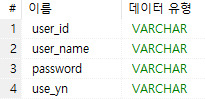 # 이름 데이터 유형
1 user_id VARCHAR
2 user_name VARCHAR
3 password VARCHAR
4 use_yn VARCHAR